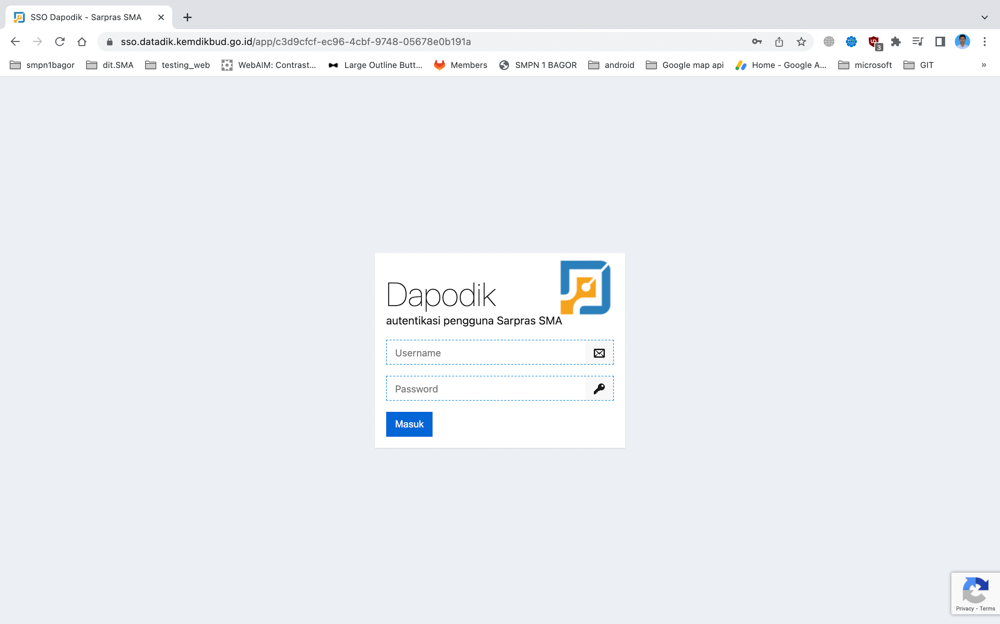 SSO Dapodik - Sarpras SMA
sso.datadik.kemdikbud.go.id/app/c3d9cfcf-ec96-4cbf-9748-05678e0b191a
3
smpn1bagor dit.SMA testing_web WebAIM: Contrast... Large Outline Butt... Members SMPN 1 BAGOR android Google map api Home - Google A... microsoft GIT »
Dapodik
autentikasi pengguna Sarpras SMA
Username
Password
Masuk
Privacy - Terms